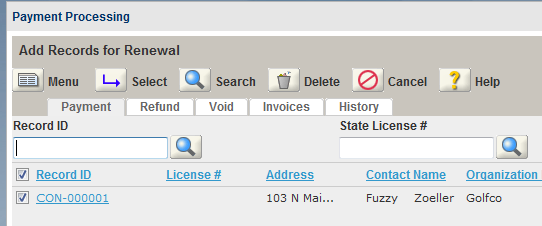 Payment Processing
Add Records for Renewal
Menu Select Search Delete Cancel Help
Payment Refund Void Invoices History
Record ID State License #
Record ID License # Address Contact Name Organization
CON-000001 103 N Mai... Fuzzy Zoeller Golfco